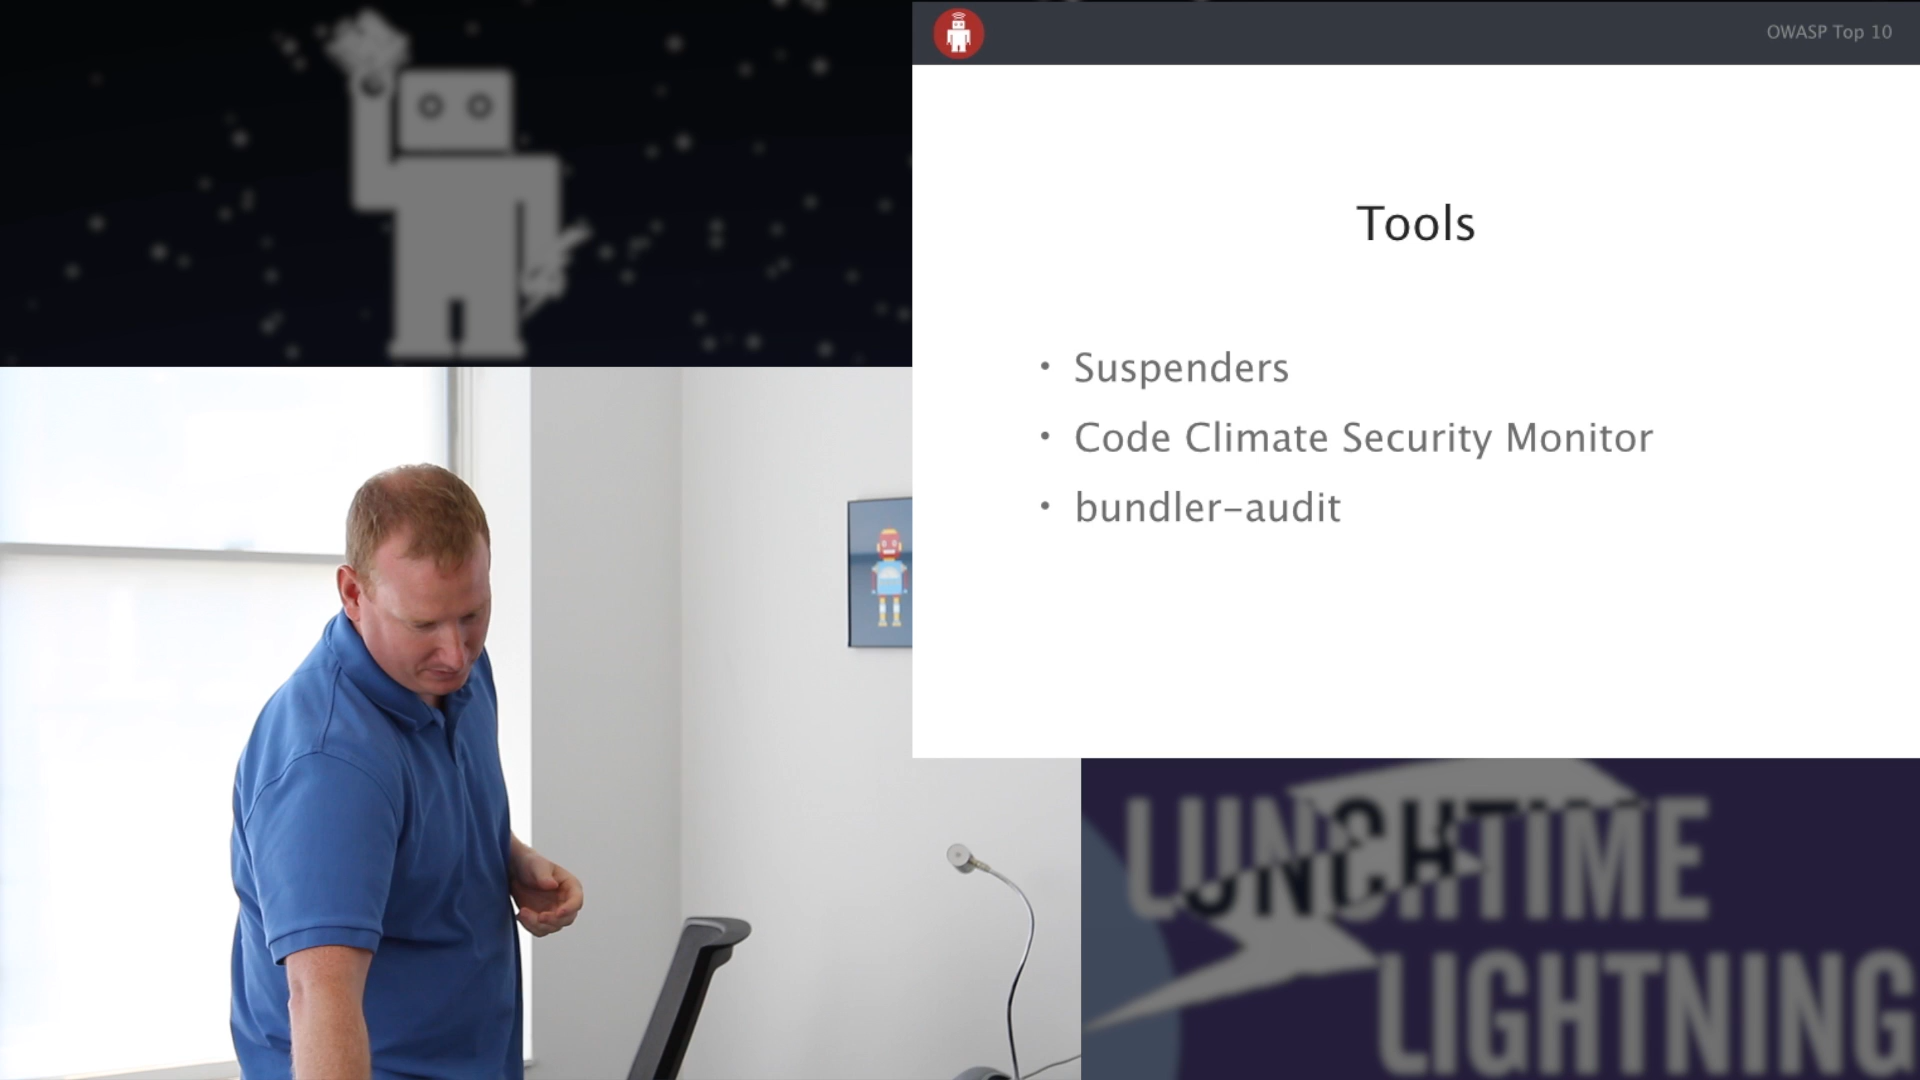 OWASP Top 10
Tools
• Suspenders
• Code Climate Security Monitor
• bundler-audit
LUNCHTIME
LIGHTNING